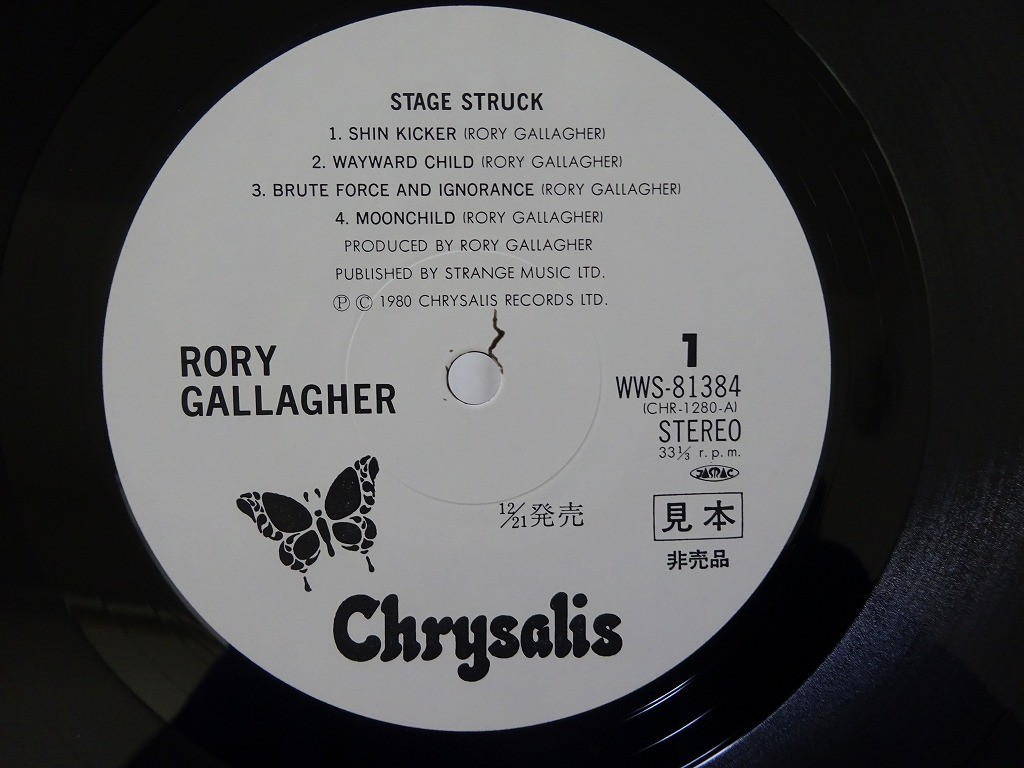 STAGE STRUCK
1. SHIN KICKER (RORY GALLAGHER)
2. WAYWARD CHILD (RORY GALLAGHER)
3. BRUTE FORCE AND IGNORANCE (RORY GALLAGHER)
4. MOONCHILD (RORY GALLAGHER)
PRODUCED BY RORY GALLAGHER
PUBLISHED BY STRANGE MUSIC LTD.
Ⓟ Ⓒ 1980 CHRYSALIS RECORDS LTD.
RORY
GALLAGHER
1
WWS-81384
(CHR-1280-A)
STEREO
33⅓ r.p.m.
JASRAC
12/21発売
見本
非売品
Chrysalis